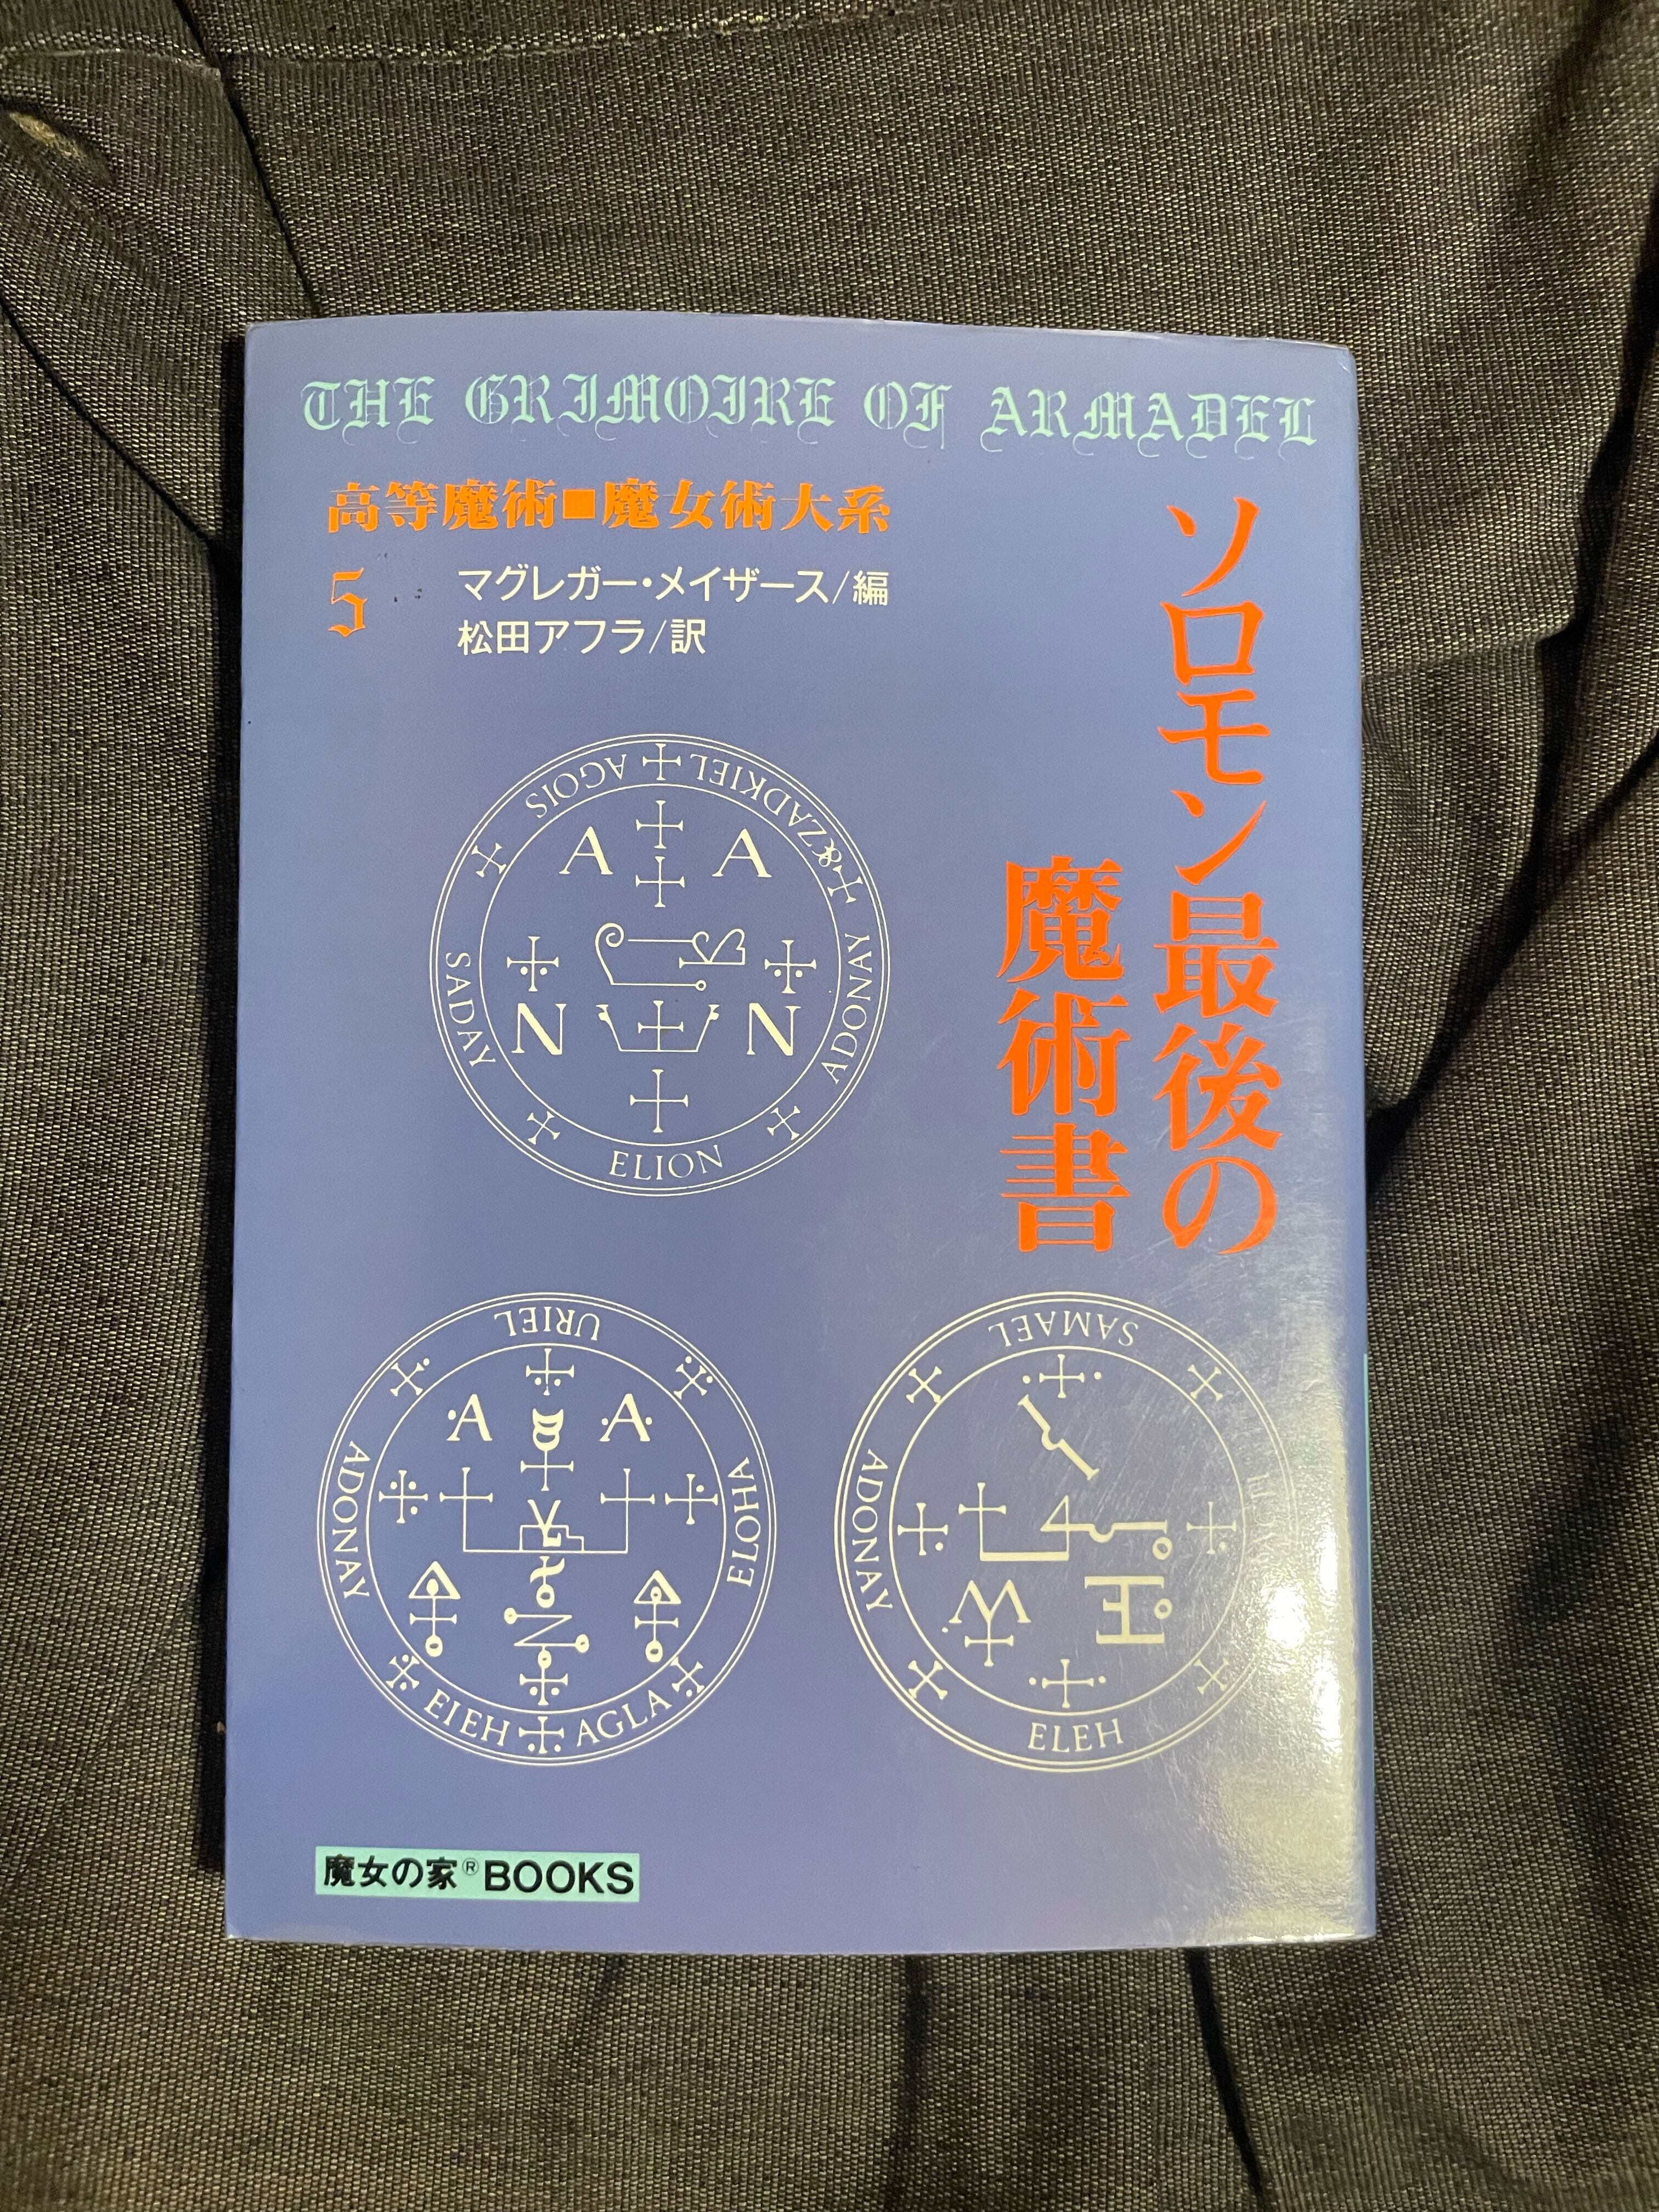 THE GRIMOIRE OF ARMADEL
高等魔術■魔女術大系
5
マグレガー・メイザース/編
松田アフラ/訳
ソロモン最後の
魔術書
AGOIS
ZADKIEL
ADONAY
ELION
SADAY
A A
N N
URIEL
ELOHA
AGLA
EIEH
ADONAY
A A
SAMAEL
ELEH
ADONAY
魔女の家® BOOKS